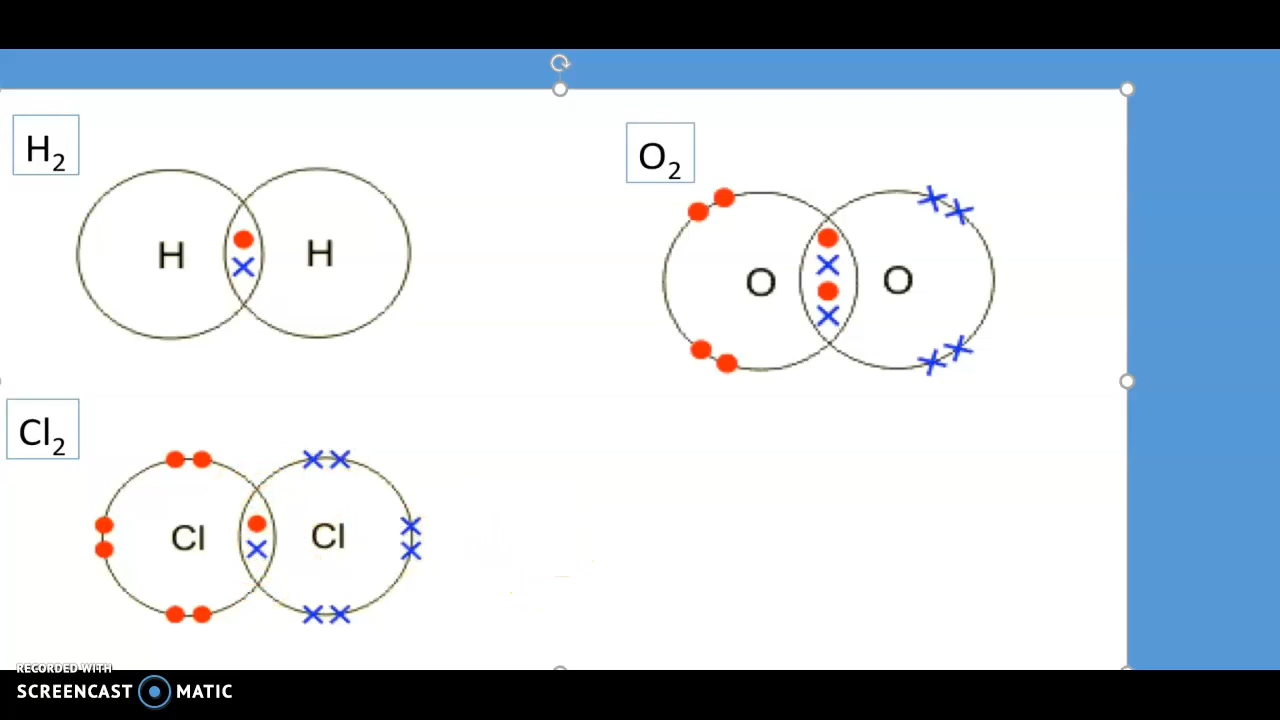 H2
O2
H H
O O
Cl2
Cl Cl
RECORDED WITH
SCREENCAST MATIC